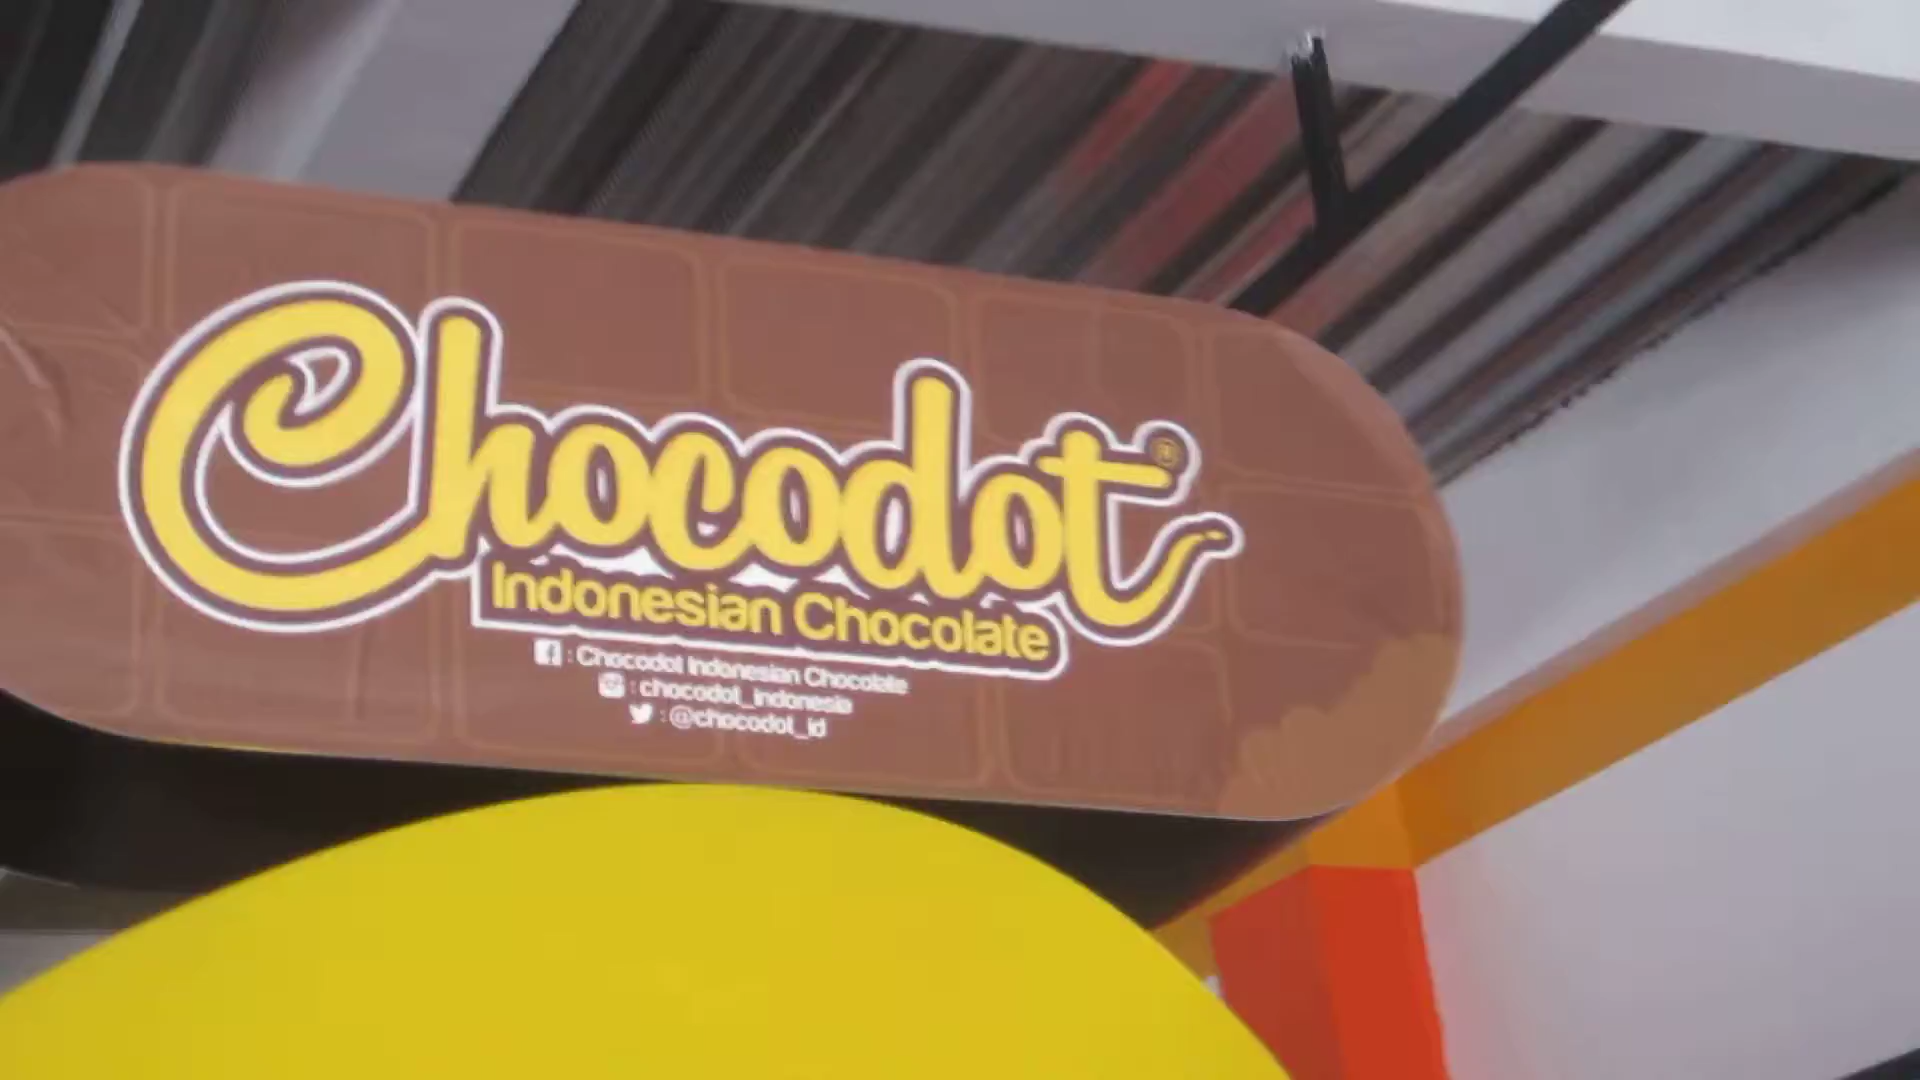 Chocodot®
Indonesian Chocolate
: Chocodot Indonesian Chocolate
: chocodot_indonesia
: @chocodot_id